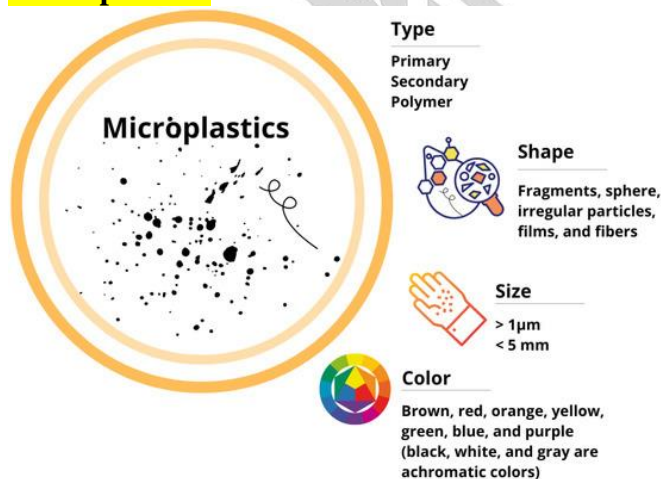 Microplastics
Type
Primary
Secondary
Polymer
Shape
Fragments, sphere,
irregular particles,
films, and fibers
Size
> 1µm
< 5 mm
Color
Brown, red, orange, yellow,
green, blue, and purple
(black, white, and gray are
achromatic colors)